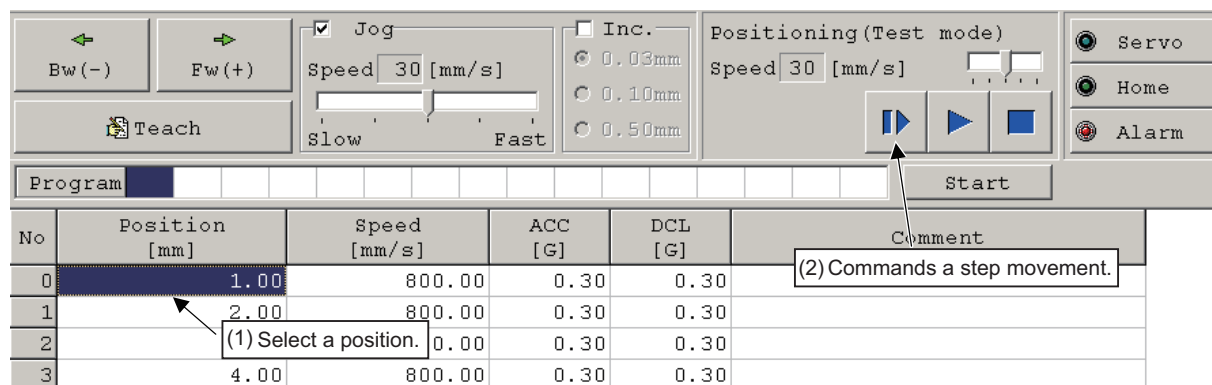 Bw(-)
Fw(+)
Teach
Jog
Speed 30 [mm/s]
Slow Fast
Inc.
0.03mm
0.10mm
0.50mm
Positioning(Test mode)
Speed 30 [mm/s]
Servo
Home
Alarm
Program
Start
No Position [mm] Speed [mm/s] ACC [G] DCL [G] Comment
0 1.00 800.00 0.30 0.30
(2) Commands a step movement.
1 2.00 800.00 0.30 0.30
(1) Select a position.
2 0.00 0.30 0.30
3 4.00 800.00 0.30 0.30